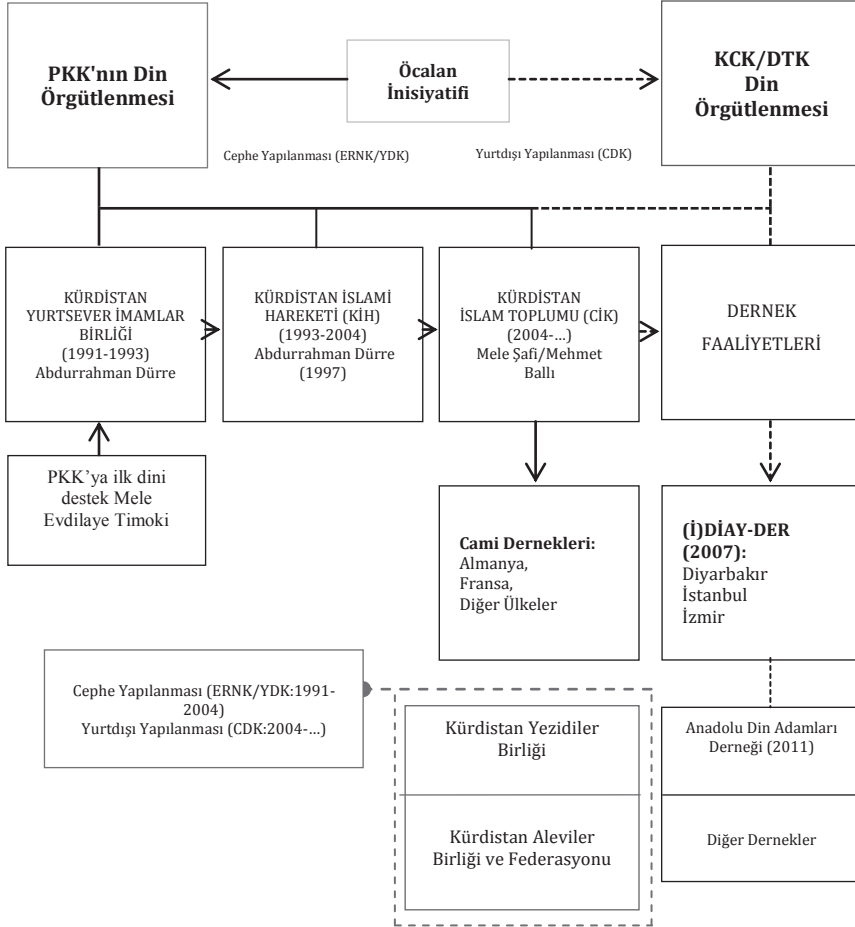 PKK'nın Din
Örgütlenmesi
Öcalan
İnisiyatifi
KCK/DTK
Din
Örgütlenmesi
Cephe Yapılanması (ERNK/YDK)
Yurtdışı Yapılanması (CDK)
KÜRDİSTAN
YURTSEVER İMAMLAR
BİRLİĞİ
(1991-1993)
Abdurrahman Dürre
KÜRDİSTAN İSLAMİ
HAREKETİ (KİH)
(1993-2004)
Abdurrahman Dürre
(1997)
KÜRDİSTAN
İSLAM TOPLUMU (CİK)
(2004-...)
Mele Şafi/Mehmet
Ballı
DERNEK
FAALİYETLERİ
PKK'ya ilk dini
destek Mele
Evdilaye Timoki
Cami Dernekleri:
Almanya,
Fransa,
Diğer Ülkeler
(İ)DİAY-DER
(2007):
Diyarbakır
İstanbul
İzmir
Cephe Yapılanması (ERNK/YDK:1991-
2004)
Yurtdışı Yapılanması (CDK:2004-...)
Kürdistan Yezidiler
Birliği
Kürdistan Aleviler
Birliği ve Federasyonu
Anadolu Din Adamları
Derneği (2011)
Diğer Dernekler